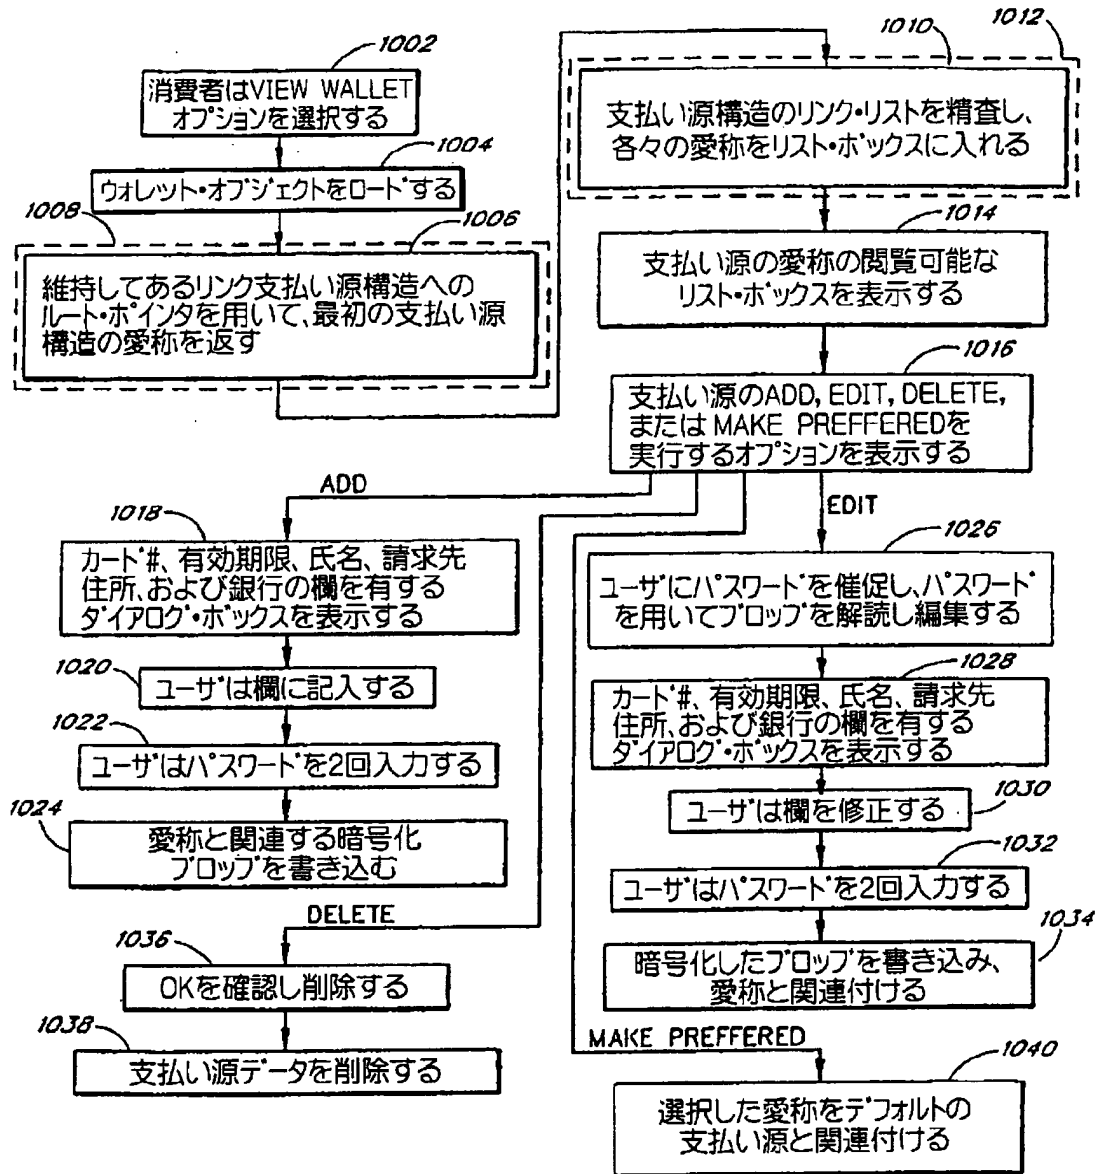 1002
消費者はVIEW WALLET
オプションを選択する
1004
ウォレット・オブジェクトをロードする
1008
1006
維持してあるリンク支払い源構造への
ルート・ポインタを用いて、最初の支払い源
構造の愛称を返す
1010
1012
支払い源構造のリンク・リストを精査し、
各々の愛称をリスト・ボックスに入れる
1014
支払い源の愛称の閲覧可能な
リスト・ボックスを表示する
1016
支払い源のADD, EDIT, DELETE,
またはMAKE PREFFEREDを
実行するオプションを表示する
ADD
1018
カード#、有効期限、氏名、請求先
住所、および銀行の欄を有する
ダイアログ・ボックスを表示する
1020
ユーザは欄に記入する
1022
ユーザはパスワードを2回入力する
1024
愛称と関連する暗号化
ブロップを書き込む
EDIT
1026
ユーザにパスワードを催促し、パスワード
を用いてブロップを解読し編集する
1028
カード#、有効期限、氏名、請求先
住所、および銀行の欄を有する
ダイアログ・ボックスを表示する
1030
ユーザは欄を修正する
1032
ユーザはパスワードを2回入力する
1034
暗号化したブロップを書き込み、
愛称と関連付ける
DELETE
1036
OKを確認し削除する
1038
支払い源データを削除する
MAKE PREFFERED
1040
選択した愛称をデフォルトの
支払い源と関連付ける